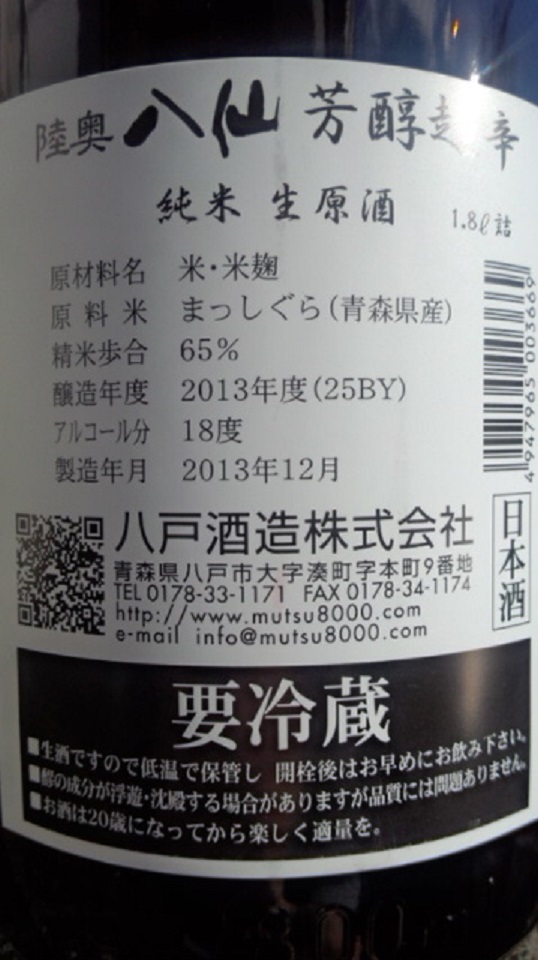 陸奥八仙 芳醇超辛
純米 生原酒 1.8ℓ詰
原材料名 米・米麹
原料米 まっしぐら(青森県産)
精米歩合 65%
醸造年度 2013年度(25BY)
アルコール分 18度
製造年月 2013年12月
4947965 003669
日本酒
八戸酒造株式会社
青森県八戸市大字湊町字本町9番地
TEL 0178-33-1171 FAX 0178-34-1174
http://www.mutsu8000.com
e-mail info@mutsu8000.com
要冷蔵
■生酒ですので低温で保管し 開栓後はお早めにお飲み下さい。
■醪の成分が浮遊・沈殿する場合がありますが品質には問題ありません。
■お酒は20歳になってから楽しく適量を。